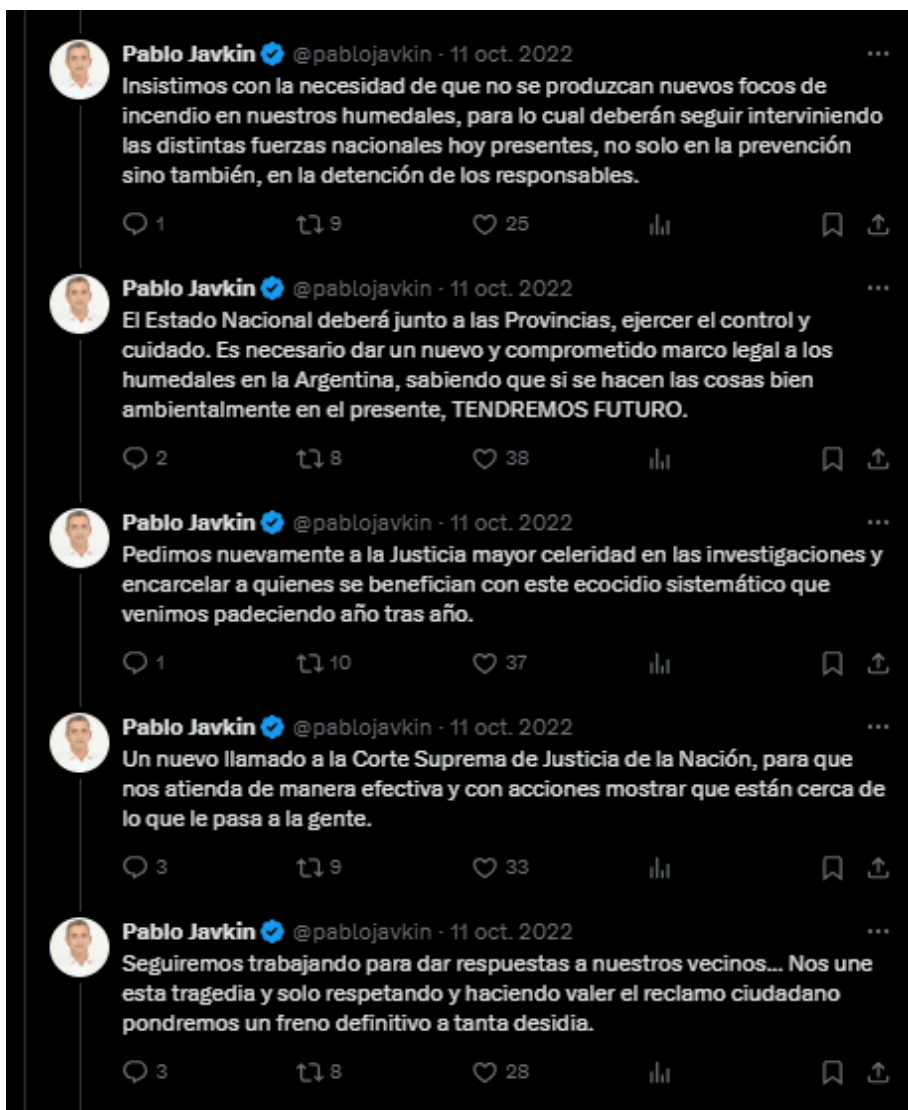 Pablo Javkin @pablojavkin · 11 oct. 2022
Insistimos con la necesidad de que no se produzcan nuevos focos de
incendio en nuestros humedales, para lo cual deberán seguir interviniendo
las distintas fuerzas nacionales hoy presentes, no solo en la prevención
sino también, en la detención de los responsables.
1 9 25
Pablo Javkin @pablojavkin · 11 oct. 2022
El Estado Nacional deberá junto a las Provincias, ejercer el control y
cuidado. Es necesario dar un nuevo y comprometido marco legal a los
humedales en la Argentina, sabiendo que si se hacen las cosas bien
ambientalmente en el presente, TENDREMOS FUTURO.
2 8 38
Pablo Javkin @pablojavkin · 11 oct. 2022
Pedimos nuevamente a la Justicia mayor celeridad en las investigaciones y
encarcelar a quienes se benefician con este ecocidio sistemático que
venimos padeciendo año tras año.
1 10 37
Pablo Javkin @pablojavkin · 11 oct. 2022
Un nuevo llamado a la Corte Suprema de Justicia de la Nación, para que
nos atienda de manera efectiva y con acciones mostrar que están cerca de
lo que le pasa a la gente.
3 9 33
Pablo Javkin @pablojavkin · 11 oct. 2022
Seguiremos trabajando para dar respuestas a nuestros vecinos... Nos une
esta tragedia y solo respetando y haciendo valer el reclamo ciudadano
pondremos un freno definitivo a tanta desidia.
3 8 28